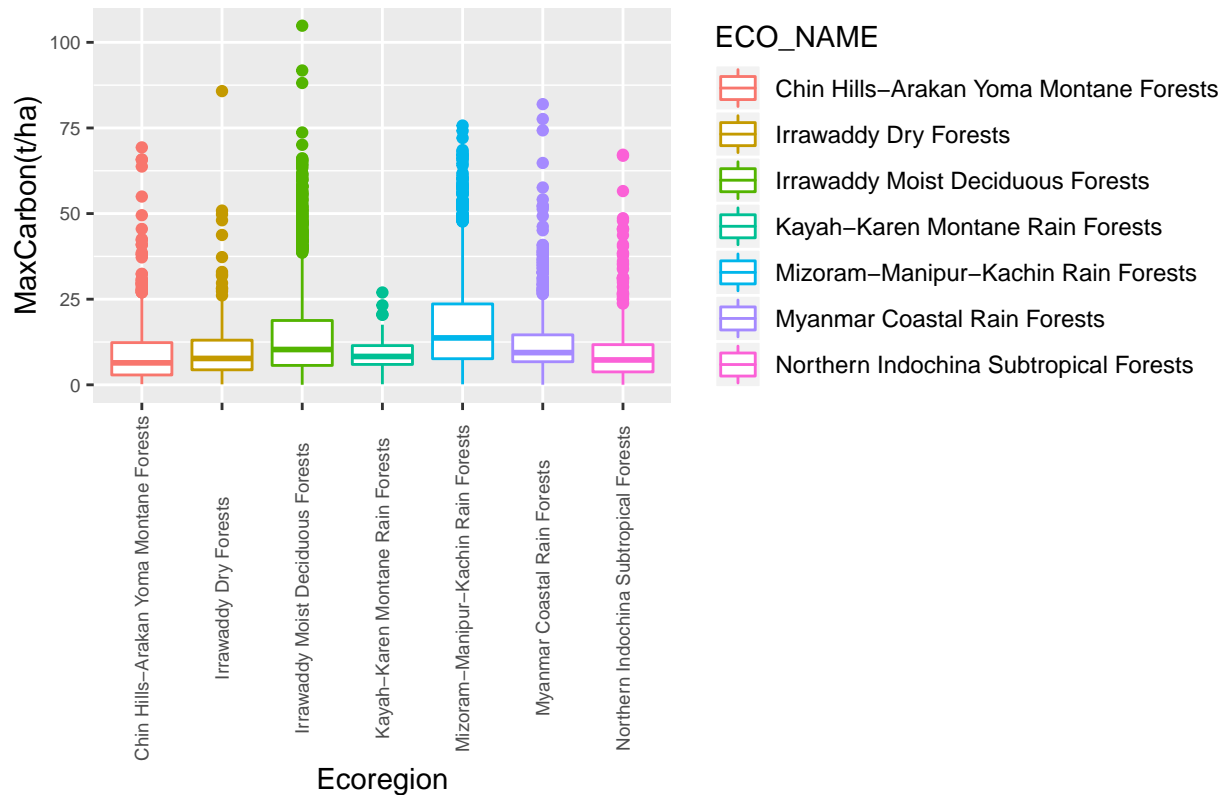 MaxCarbon(t/ha)
100
75
50
25
0
Chin Hills−Arakan Yoma Montane Forests
Irrawaddy Dry Forests
Irrawaddy Moist Deciduous Forests
Kayah−Karen Montane Rain Forests
Mizoram−Manipur−Kachin Rain Forests
Myanmar Coastal Rain Forests
Northern Indochina Subtropical Forests
Ecoregion
ECO_NAME
Chin Hills−Arakan Yoma Montane Forests
Irrawaddy Dry Forests
Irrawaddy Moist Deciduous Forests
Kayah−Karen Montane Rain Forests
Mizoram−Manipur−Kachin Rain Forests
Myanmar Coastal Rain Forests
Northern Indochina Subtropical Forests